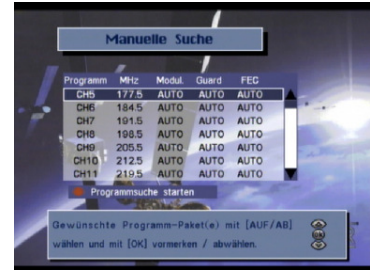 Manuelle Suche
Programm MHz Modul. Guard FEC
CH5 177.5 AUTO AUTO AUTO
CH6 184.5 AUTO AUTO AUTO
CH7 191.5 AUTO AUTO AUTO
CH8 198.5 AUTO AUTO AUTO
CH9 205.5 AUTO AUTO AUTO
CH10 212.5 AUTO AUTO AUTO
CH11 219.5 AUTO AUTO AUTO
Programmsuche starten
Gewünschte Programm-Paket(e) mit [AUF/AB]
wählen und mit [OK] vormerken / abwählen.